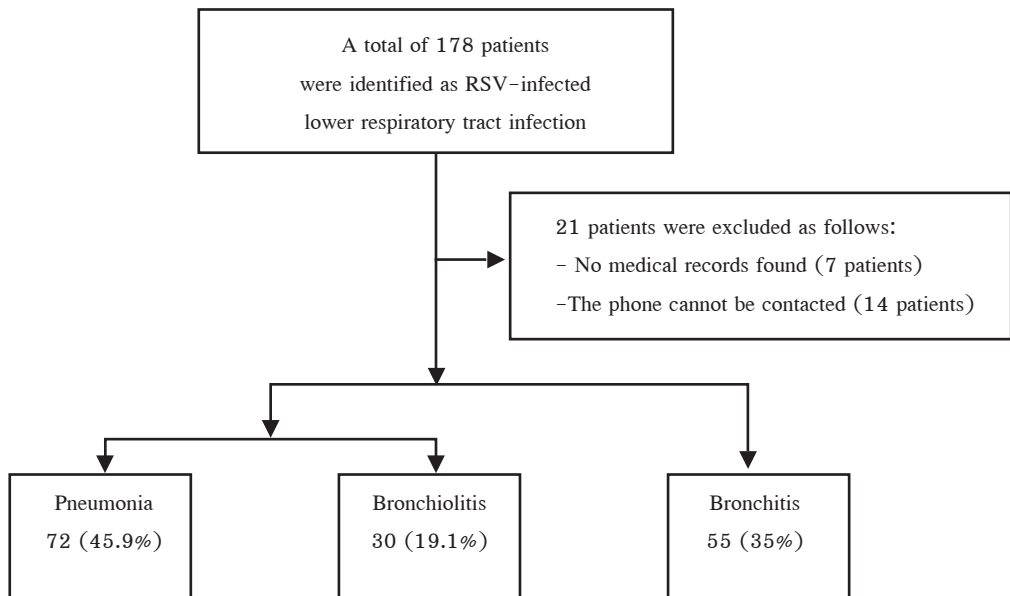 A total of 178 patients
were identified as RSV-infected
lower respiratory tract infection
21 patients were excluded as follows:
- No medical records found (7 patients)
-The phone cannot be contacted (14 patients)
Pneumonia
72 (45.9%)
Bronchiolitis
30 (19.1%)
Bronchitis
55 (35%)